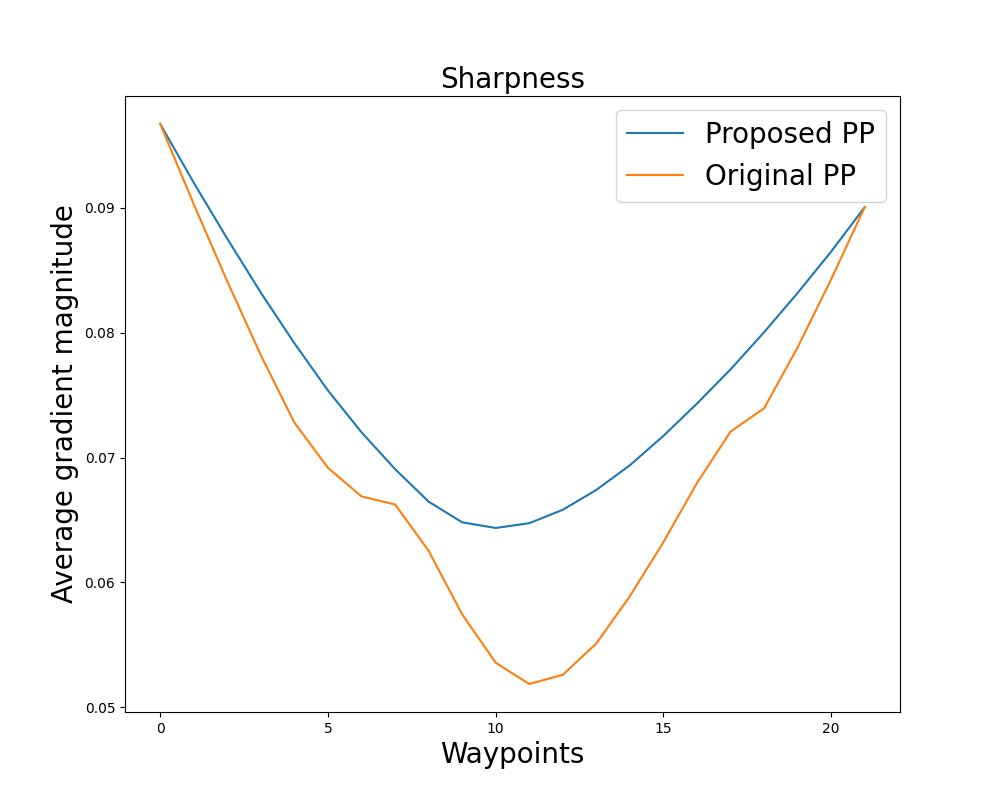 Sharpness
Proposed PP
Original PP
Average gradient magnitude
0.09
0.08
0.07
0.06
0.05
0 5 10 15 20
Waypoints